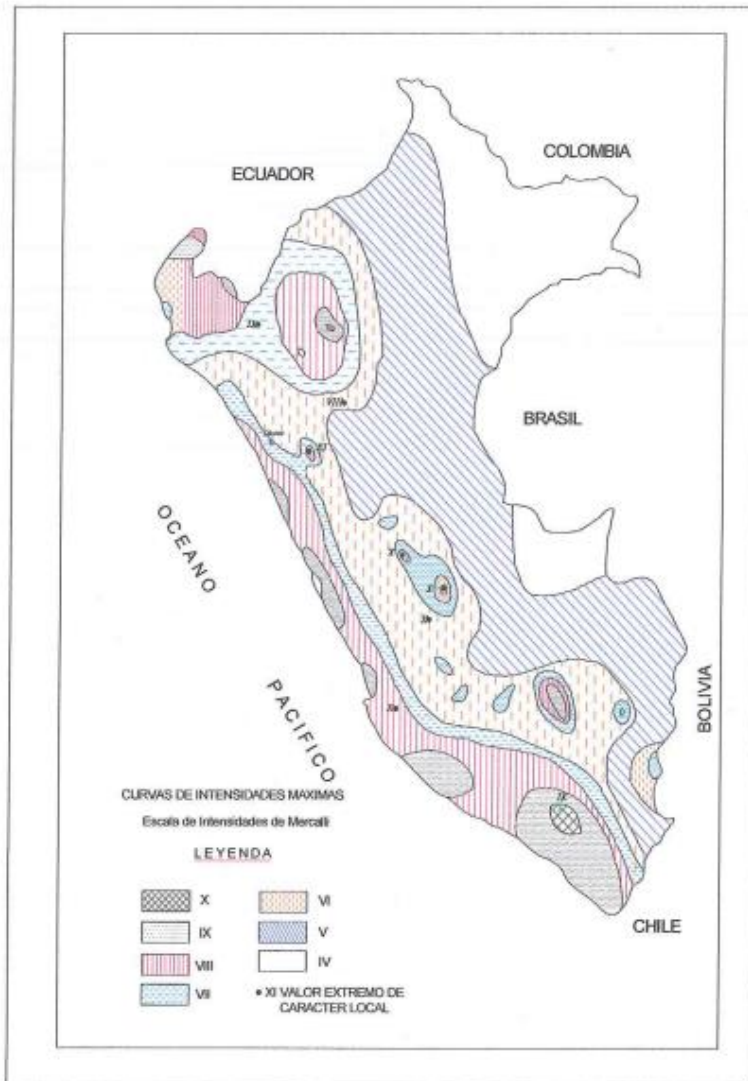 COLOMBIA
ECUADOR
BRASIL
OCEANO
PACIFICO
BOLIVIA
CURVAS DE INTENSIDADES MAXIMAS
Escala de Intensidades de Mercalli
LEYENDA
X
IX
VIII
VII
VI
V
IV
• XI VALOR EXTREMO DE
CARACTER LOCAL
CHILE